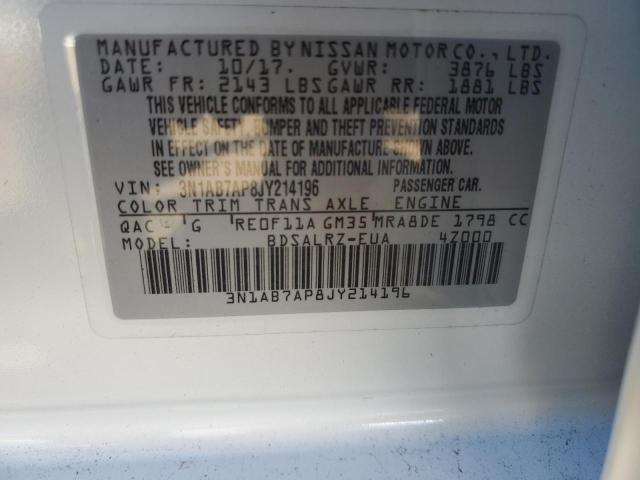 MANUFACTURED BY NISSAN MOTOR CO., LTD.
DATE: 10/17. GVWR: 3876 LBS
GAWR FR: 2143 LBS GAWR RR: 1881 LBS
THIS VEHICLE CONFORMS TO ALL APPLICABLE FEDERAL MOTOR
VEHICLE SAFETY, BUMPER AND THEFT PREVENTION STANDARDS
IN EFFECT ON THE DATE OF MANUFACTURE SHOWN ABOVE.
SEE OWNER'S MANUAL FOR ADDITIONAL INFORMATION.
VIN: 3N1AB7AP8JY214196 PASSENGER CAR.
COLOR TRIM TRANS AXLE ENGINE
QAC G RE0F11A GM35 MRA8DE 1798 CC
MODEL: BDSALRZ-EUA 4Z000
3N1AB7AP8JY214196